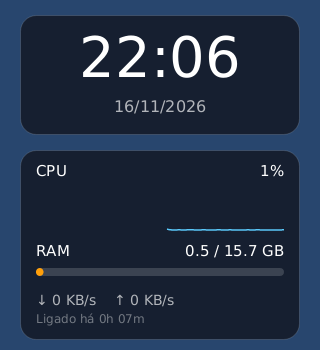 22:06
16/11/2026
CPU 1%
RAM 0.5 / 15.7 GB
↓ 0 KB/s ↑ 0 KB/s
Ligado há 0h 07m